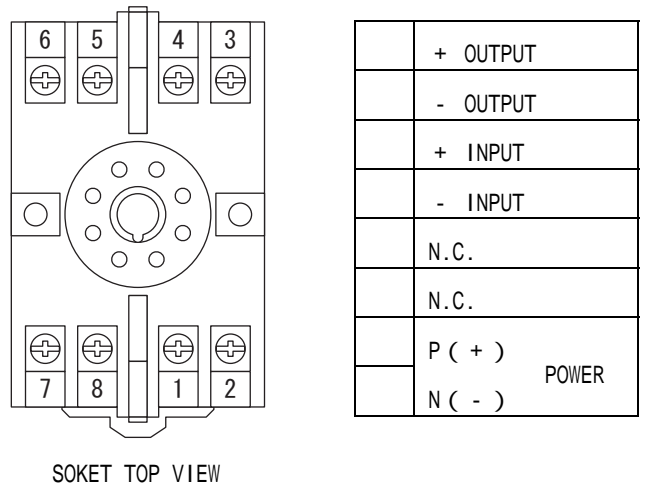 6 5 4 3
7 8 1 2
SOKET TOP VIEW
+ OUTPUT
- OUTPUT
+ INPUT
- INPUT
N.C.
N.C.
P ( + )
POWER
N ( - )